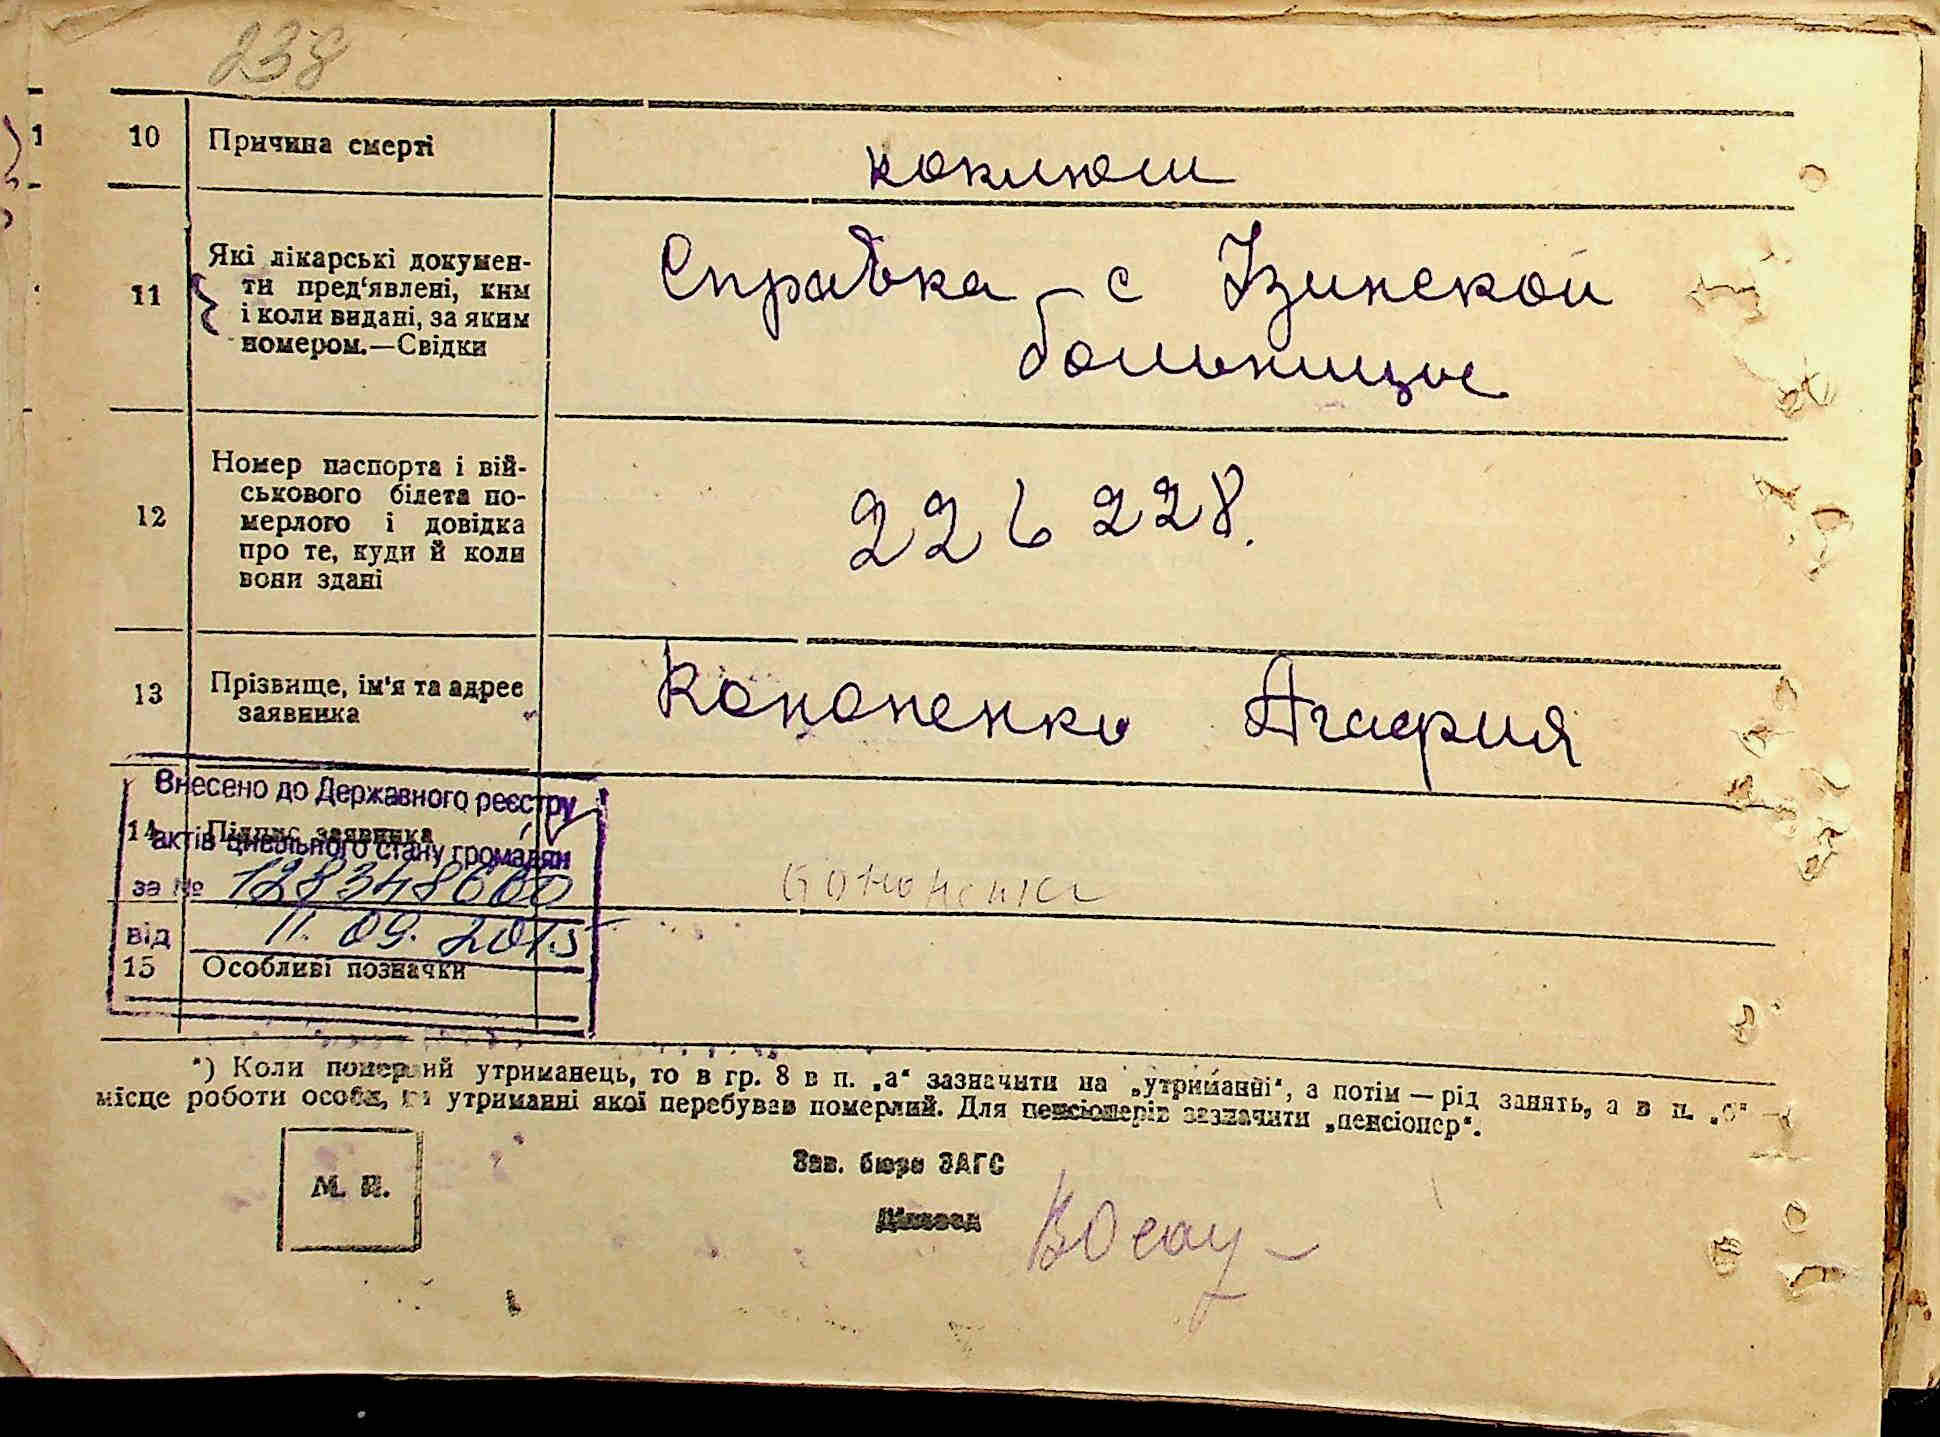 238
10 Причина смерті коклюш
11 Які лікарські докумен-
ти пред‘явлені, ким
і коли видані, за яким
номером.—Свідки
Справка с Узинской
больницы
12 Номер паспорта і вій-
ськового білета по-
мерлого і довідка
про те, куди й коли
вони здані
226228.
13 Прізвище, ім'я та адрес
заявника
Кононенко Агафия
Внесено до Державного реєстру
14 Підпис заявника
актів цивільного стану громадян
за № 128348600
Кононенко
від 11.09.2015
15 Особливі позначки
*) Коли померлий утриманець, то в гр. 8 в п. „а“ зазначити на „утриманні“, а потім — рід занять, а в п. „б“
місце роботи особи, на утриманні якої перебував померлий. Для пенсіонерів зазначити „пенсіонер“.
М. П.
Зав. бюро ЗАГС
Діловод